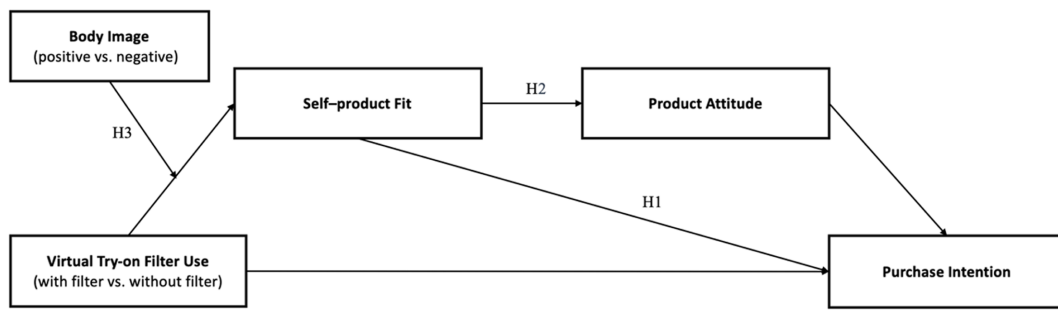 Body Image
(positive vs. negative)
H3
Self–product Fit
H2
Product Attitude
H1
Virtual Try-on Filter Use
(with filter vs. without filter)
Purchase Intention